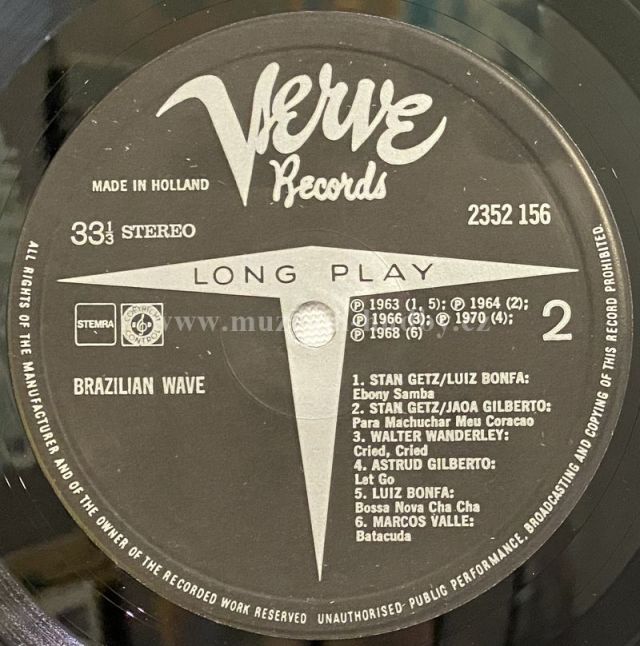 Verve
Records
MADE IN HOLLAND
2352 156
33⅓ STEREO
LONG PLAY
℗ 1963 (1, 5); ℗ 1964 (2);
℗ 1966 (3); ℗ 1970 (4);
℗ 1968 (6)
2
STEMRA
BRAZILIAN WAVE
1. STAN GETZ/LUIZ BONFA:
Ebony Samba
2. STAN GETZ/JAOA GILBERTO:
Para Machuchar Meu Coracao
3. WALTER WANDERLEY:
Cried, Cried
4. ASTRUD GILBERTO:
Let Go
5. LUIZ BONFA:
Bossa Nova Cha Cha
6. MARCOS VALLE:
Batacuda
ALL RIGHTS OF THE MANUFACTURER AND OF THE OWNER OF THE RECORDED WORK RESERVED UNAUTHORISED PUBLIC PERFORMANCE, BROADCASTING AND COPYING OF THIS RECORD PROHIBITED.